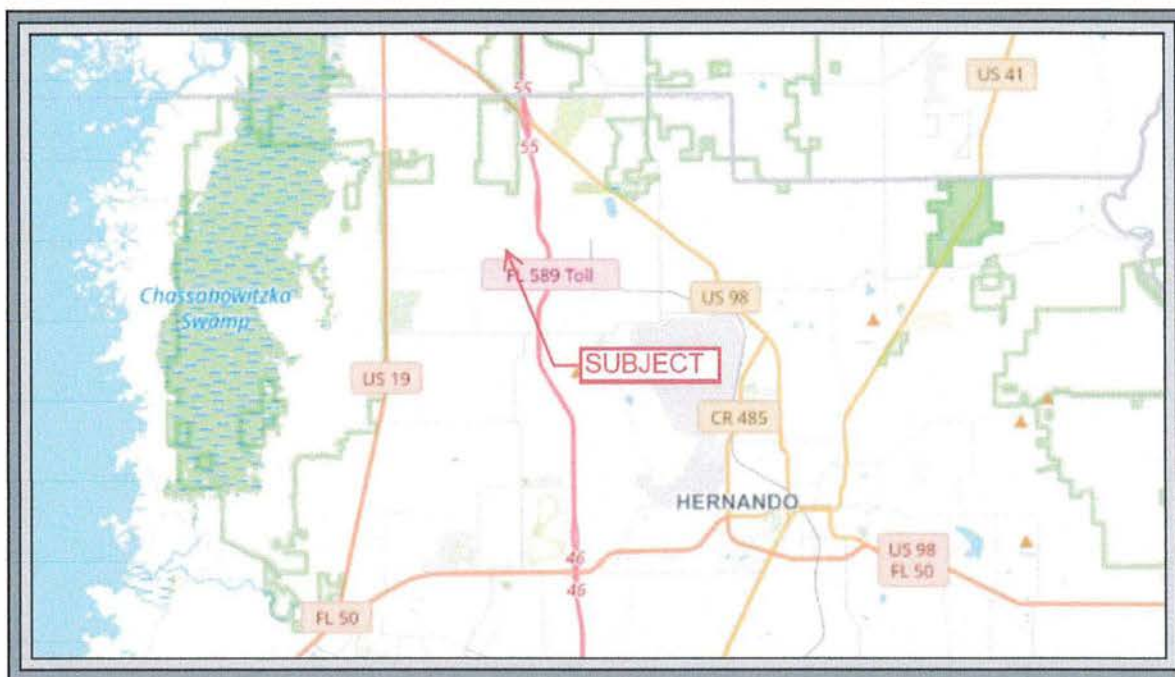 55
US 41
55
FL 589 Toll
Chassahowitzka
Swamp
US 98
SUBJECT
US 19
CR 485
HERNANDO
46
46
US 98
FL 50
FL 50